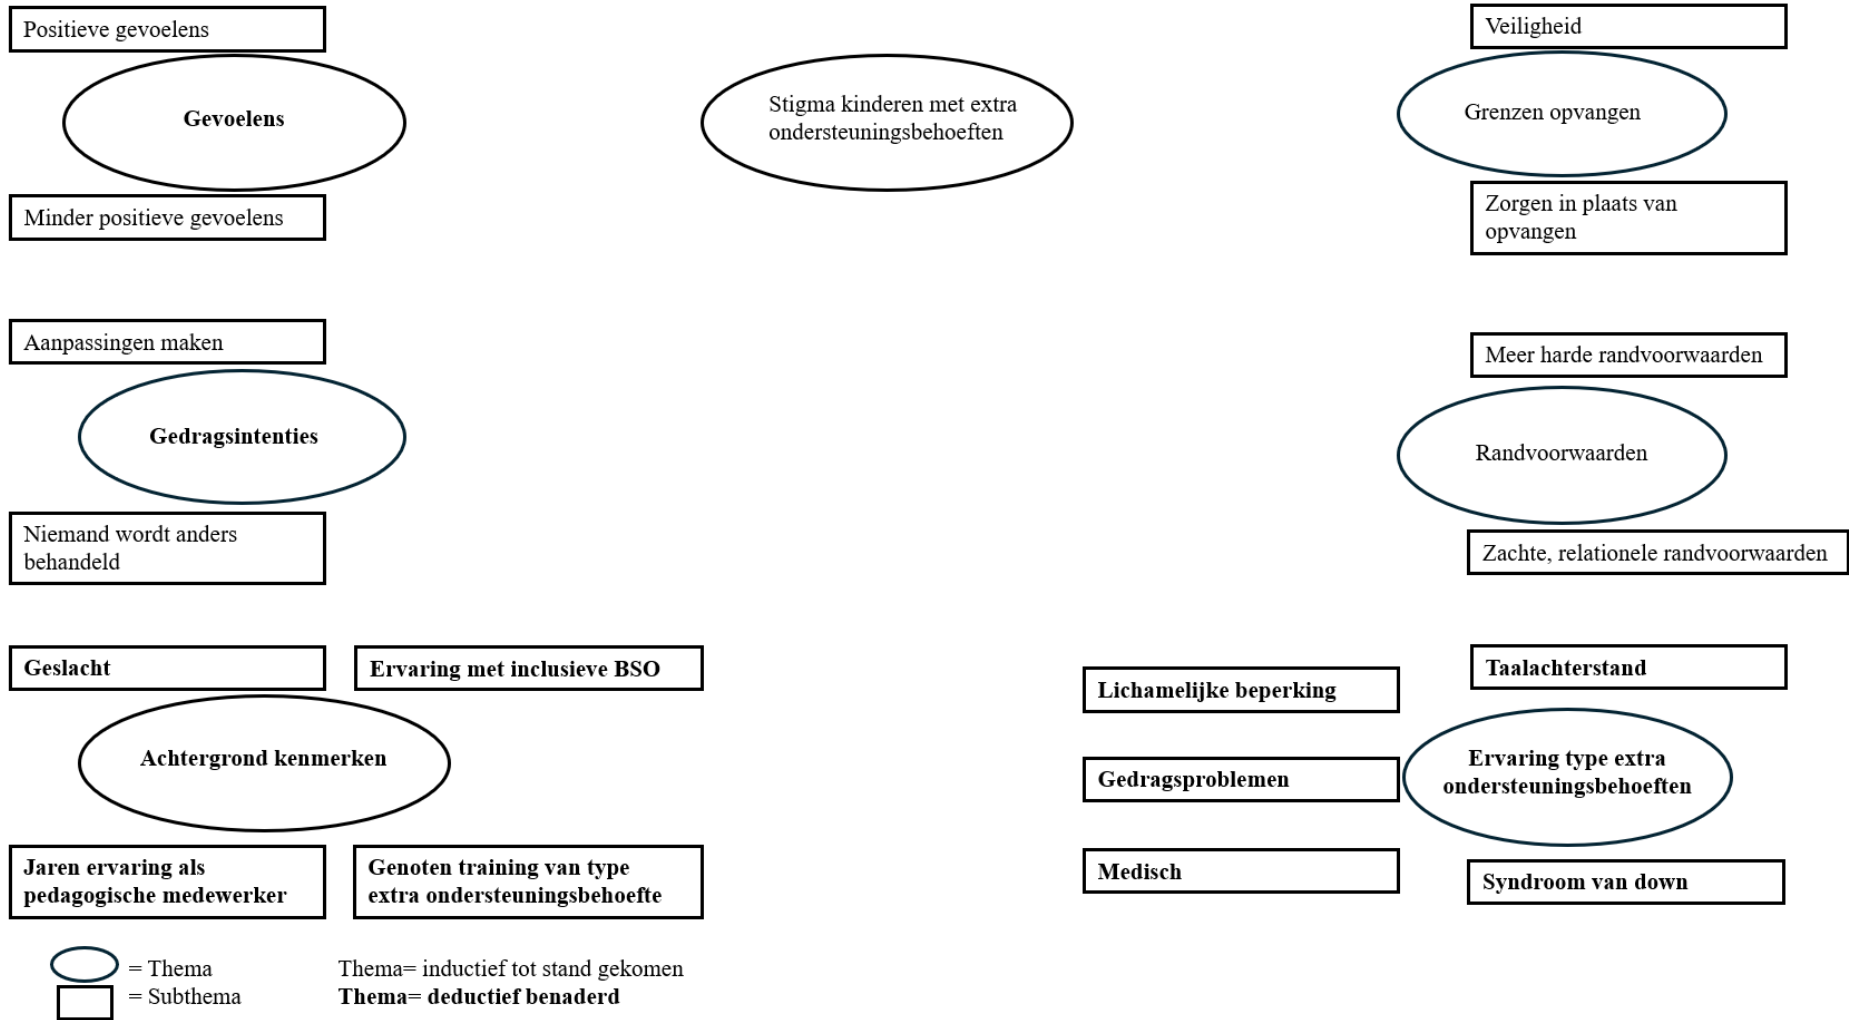 Positieve gevoelens
Gevoelens
Minder positieve gevoelens
Stigma kinderen met extra
ondersteuningsbehoeften
Veiligheid
Grenzen opvangen
Zorgen in plaats van
opvangen
Aanpassingen maken
Gedragsintenties
Niemand wordt anders
behandeld
Meer harde randvoorwaarden
Randvoorwaarden
Zachte, relationele randvoorwaarden
Geslacht
Ervaring met inclusieve BSO
Achtergrond kenmerken
Jaren ervaring als
pedagogische medewerker
Genoten training van type
extra ondersteuningsbehoefte
Lichamelijke beperking
Taalachterstand
Gedragsproblemen
Ervaring type extra
ondersteuningsbehoeften
Medisch
Syndroom van down
= Thema
= Subthema
Thema= inductief tot stand gekomen
Thema= deductief benaderd